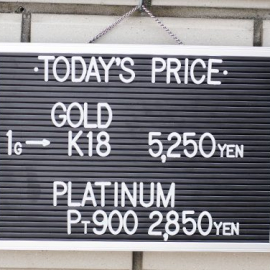 ·TODAY'S PRICE·
GOLD
1G→ K18 5,250YEN
PLATINUM
PT900 2,850YEN